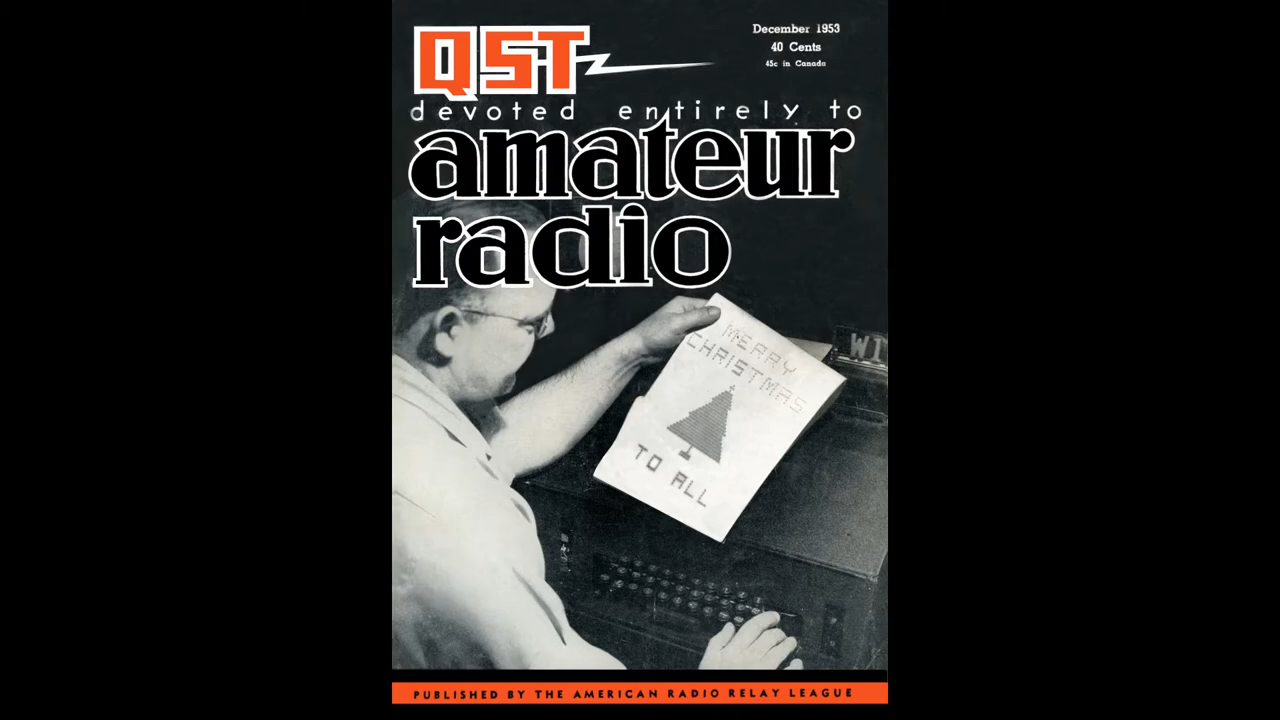 QST
December 1953
40 Cents
45c in Canada
devoted entirely to
amateur
radio
MERRY
CHRISTMAS
TO ALL
W1
PUBLISHED BY THE AMERICAN RADIO RELAY LEAGUE